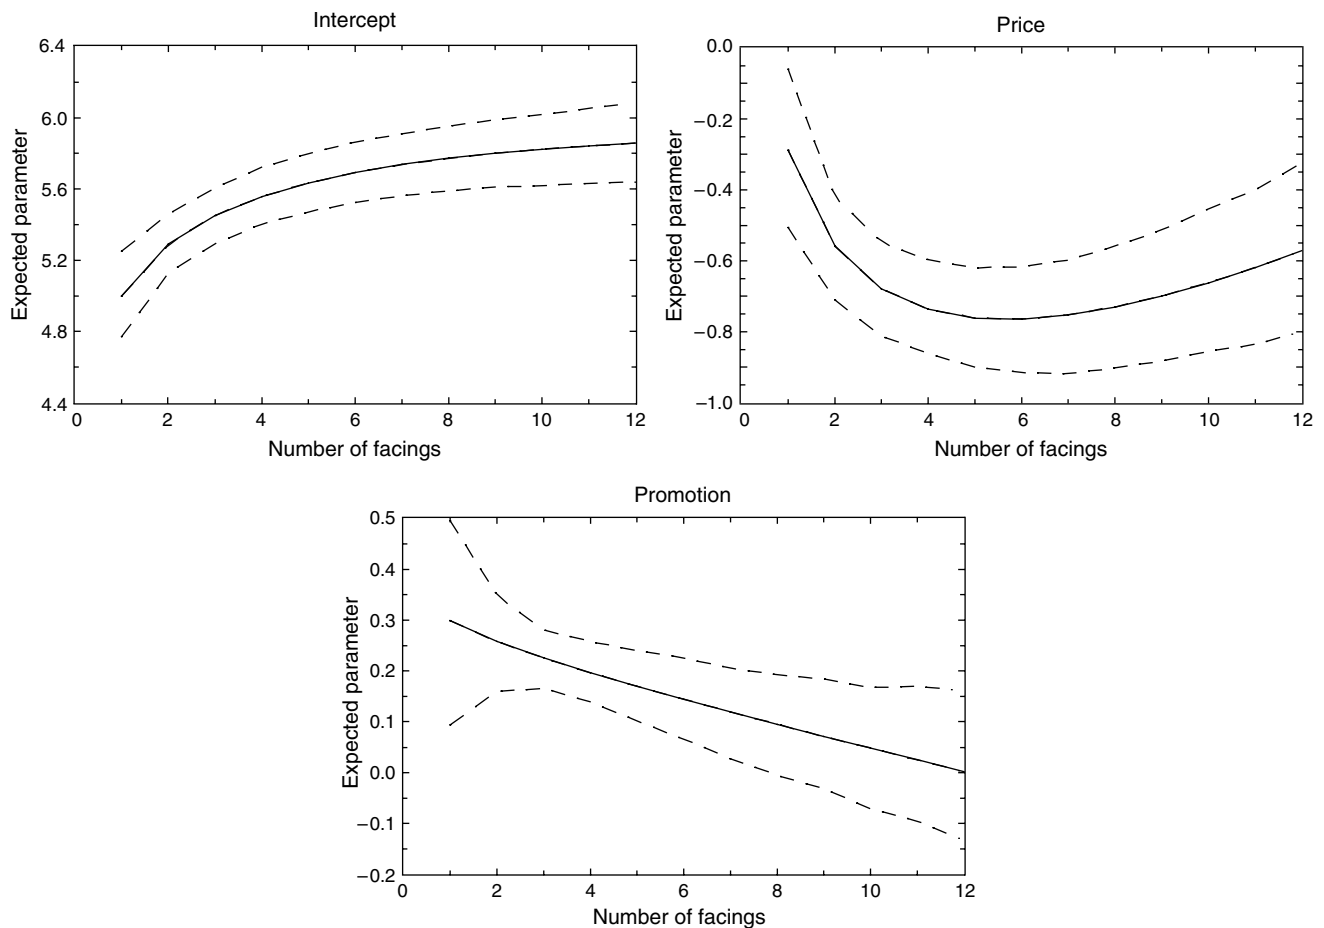 Intercept
6.4
6.0
5.6
5.2
4.8
4.4
Expected parameter
0 2 4 6 8 10 12
Number of facings
Price
0.0
−0.2
−0.4
−0.6
−0.8
−1.0
Expected parameter
0 2 4 6 8 10 12
Number of facings
Promotion
0.5
0.4
0.3
0.2
0.1
0.0
−0.1
−0.2
Expected parameter
0 2 4 6 8 10 12
Number of facings